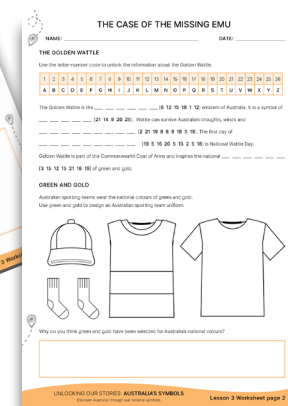 THE CASE OF THE MISSING EMU
NAME: DATE:
THE GOLDEN WATTLE
Use the letter-number code to unlock the information about the Golden Wattle.
1 2 3 4 5 6 7 8 9 10 11 12 13 14 15 16 17 18 19 20 21 22 23 24 25 26
A B C D E F G H I J K L M N O P Q R S T U V W X Y Z
The Golden Wattle is the _ _ _ _ _ _ (6 12 15 18 1 12) emblem of Australia. It is a symbol of
_ _ _ _ _ (21 14 9 20 25). Wattle can survive Australia's droughts, winds and
_ _ _ _ _ _ _ _ _ (2 21 19 8 6 9 18 5 19). The first day of
_ _ _ _ _ _ _ _ _ (19 5 16 20 5 13 2 5 18) is National Wattle Day.
Golden Wattle is part of the Commonwealth Coat of Arms and inspires the national _ _ _ _ _ _ _
(3 15 12 15 21 18 19) of green and gold.
GREEN AND GOLD
Australian sporting teams wear the national colours of green and gold.
Use green and gold to design an Australian sporting team uniform.
Why do you think green and gold have been selected for Australia's national colours?
UNLOCKING OUR STORIES: AUSTRALIA'S SYMBOLS
Discover Australia through our national symbols
Lesson 3 Worksheet page 2